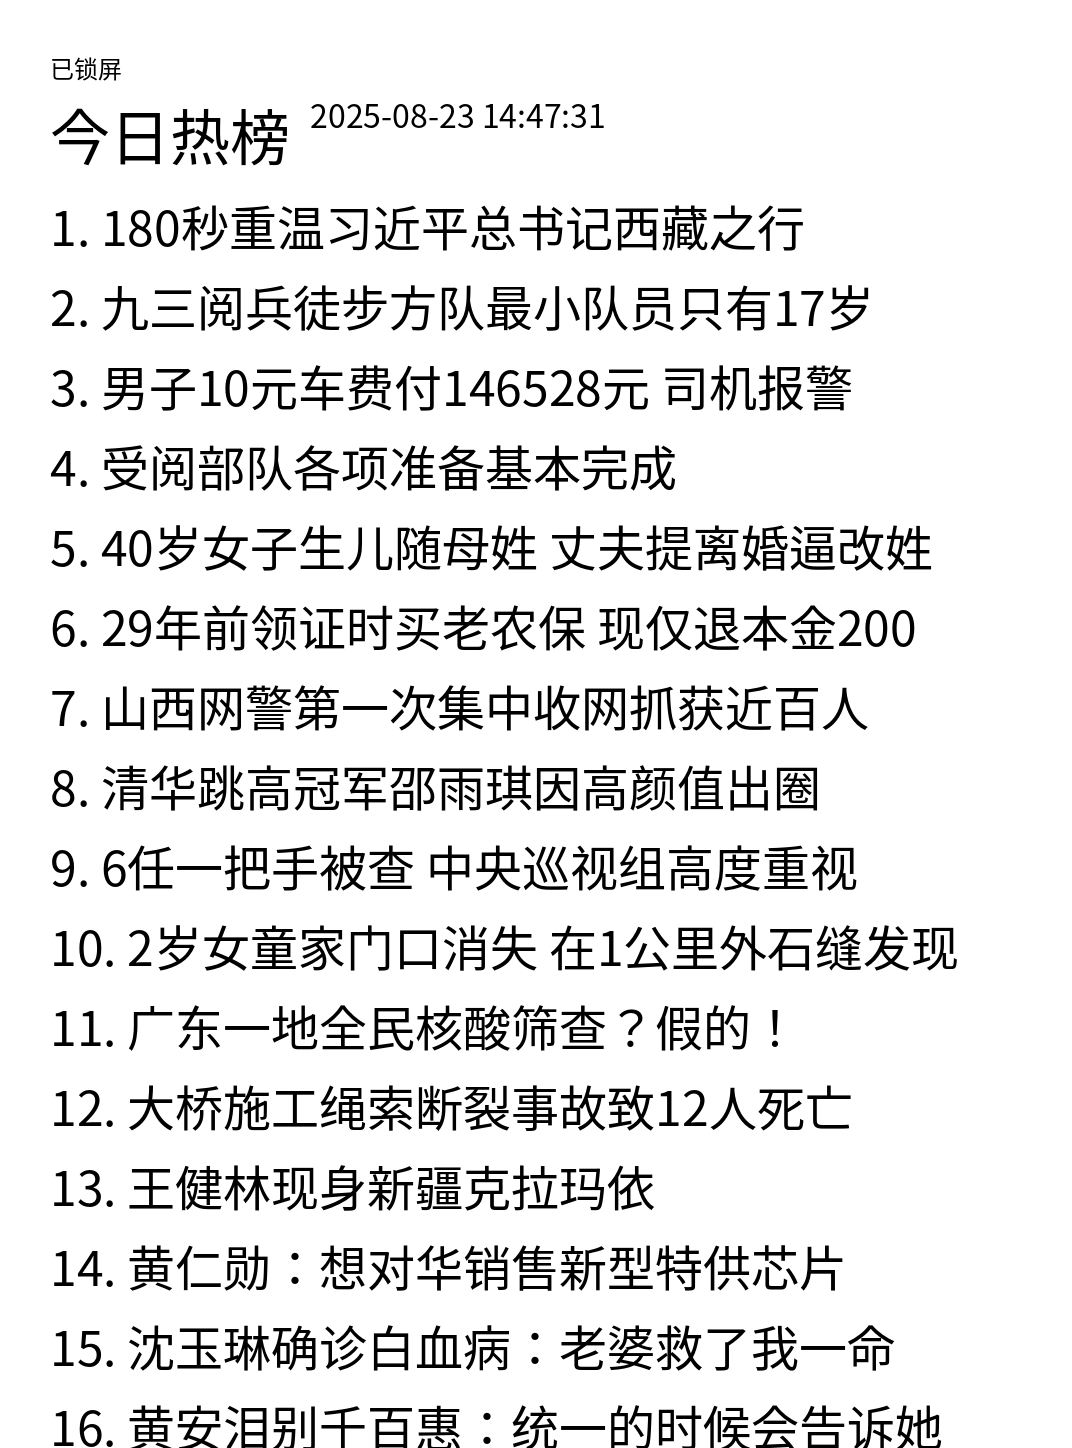 已锁屏
今日热榜 2025-08-23 14:47:31
1. 180秒重温习近平总书记西藏之行
2. 九三阅兵徒步方队最小队员只有17岁
3. 男子10元车费付146528元 司机报警
4. 受阅部队各项准备基本完成
5. 40岁女子生儿随母姓 丈夫提离婚逼改姓
6. 29年前领证时买老农保 现仅退本金200
7. 山西网警第一次集中收网抓获近百人
8. 清华跳高冠军邵雨琪因高颜值出圈
9. 6任一把手被查 中央巡视组高度重视
10. 2岁女童家门口消失 在1公里外石缝发现
11. 广东一地全民核酸筛查？假的！
12. 大桥施工绳索断裂事故致12人死亡
13. 王健林现身新疆克拉玛依
14. 黄仁勋：想对华销售新型特供芯片
15. 沈玉琳确诊白血病：老婆救了我一命
16. 黄安泪别千百惠：统一的时候会告诉她